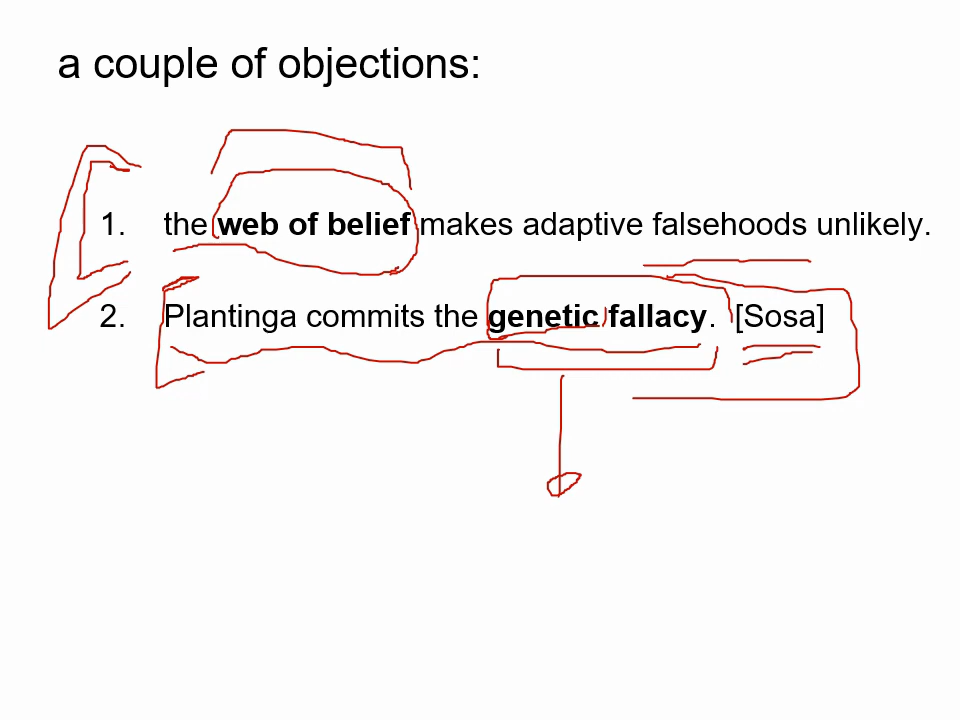 a couple of objections:
1. the web of belief makes adaptive falsehoods unlikely.
2. Plantinga commits the genetic fallacy. [Sosa]